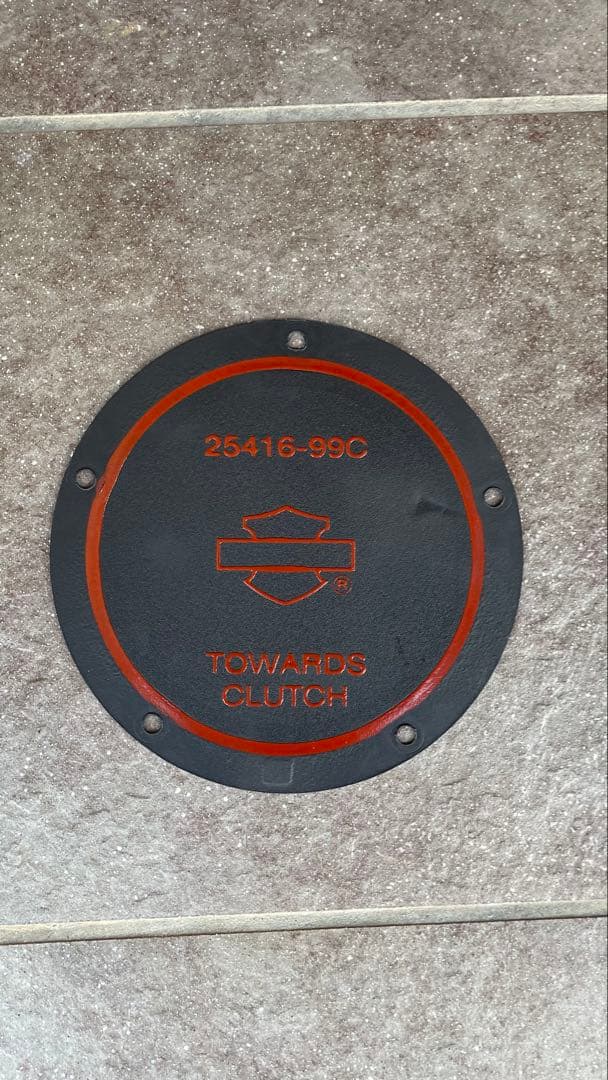 25416-99C
®
TOWARDS
CLUTCH